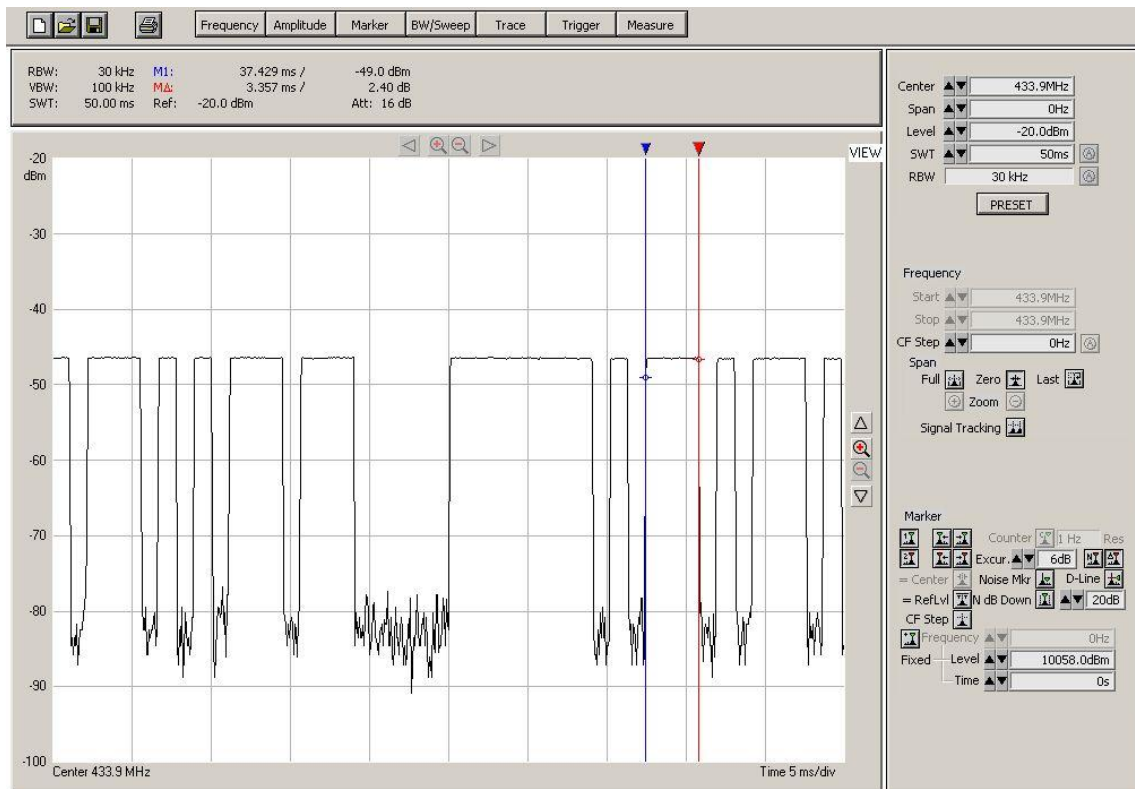 Frequency Amplitude Marker BW/Sweep Trace Trigger Measure
RBW: 30 kHz M1: 37.429 ms / -49.0 dBm
VBW: 100 kHz MΔ: 3.357 ms / 2.40 dB
SWT: 50.00 ms Ref: -20.0 dBm Att: 16 dB
VIEW
-20
dBm
-30
-40
-50
-60
-70
-80
-90
-100
Center 433.9 MHz Time 5 ms/div
Center 433.9MHz
Span 0Hz
Level -20.0dBm
SWT 50ms
RBW 30 kHz
PRESET
Frequency
Start 433.9MHz
Stop 433.9MHz
CF Step 0Hz
Span
Full Zero Last
Zoom
Signal Tracking
Marker
Counter 1 Hz Res
Excur. 6dB
= Center Noise Mkr D-Line
= RefLvl N dB Down 20dB
CF Step
Frequency 0Hz
Fixed Level 10058.0dBm
Time 0s